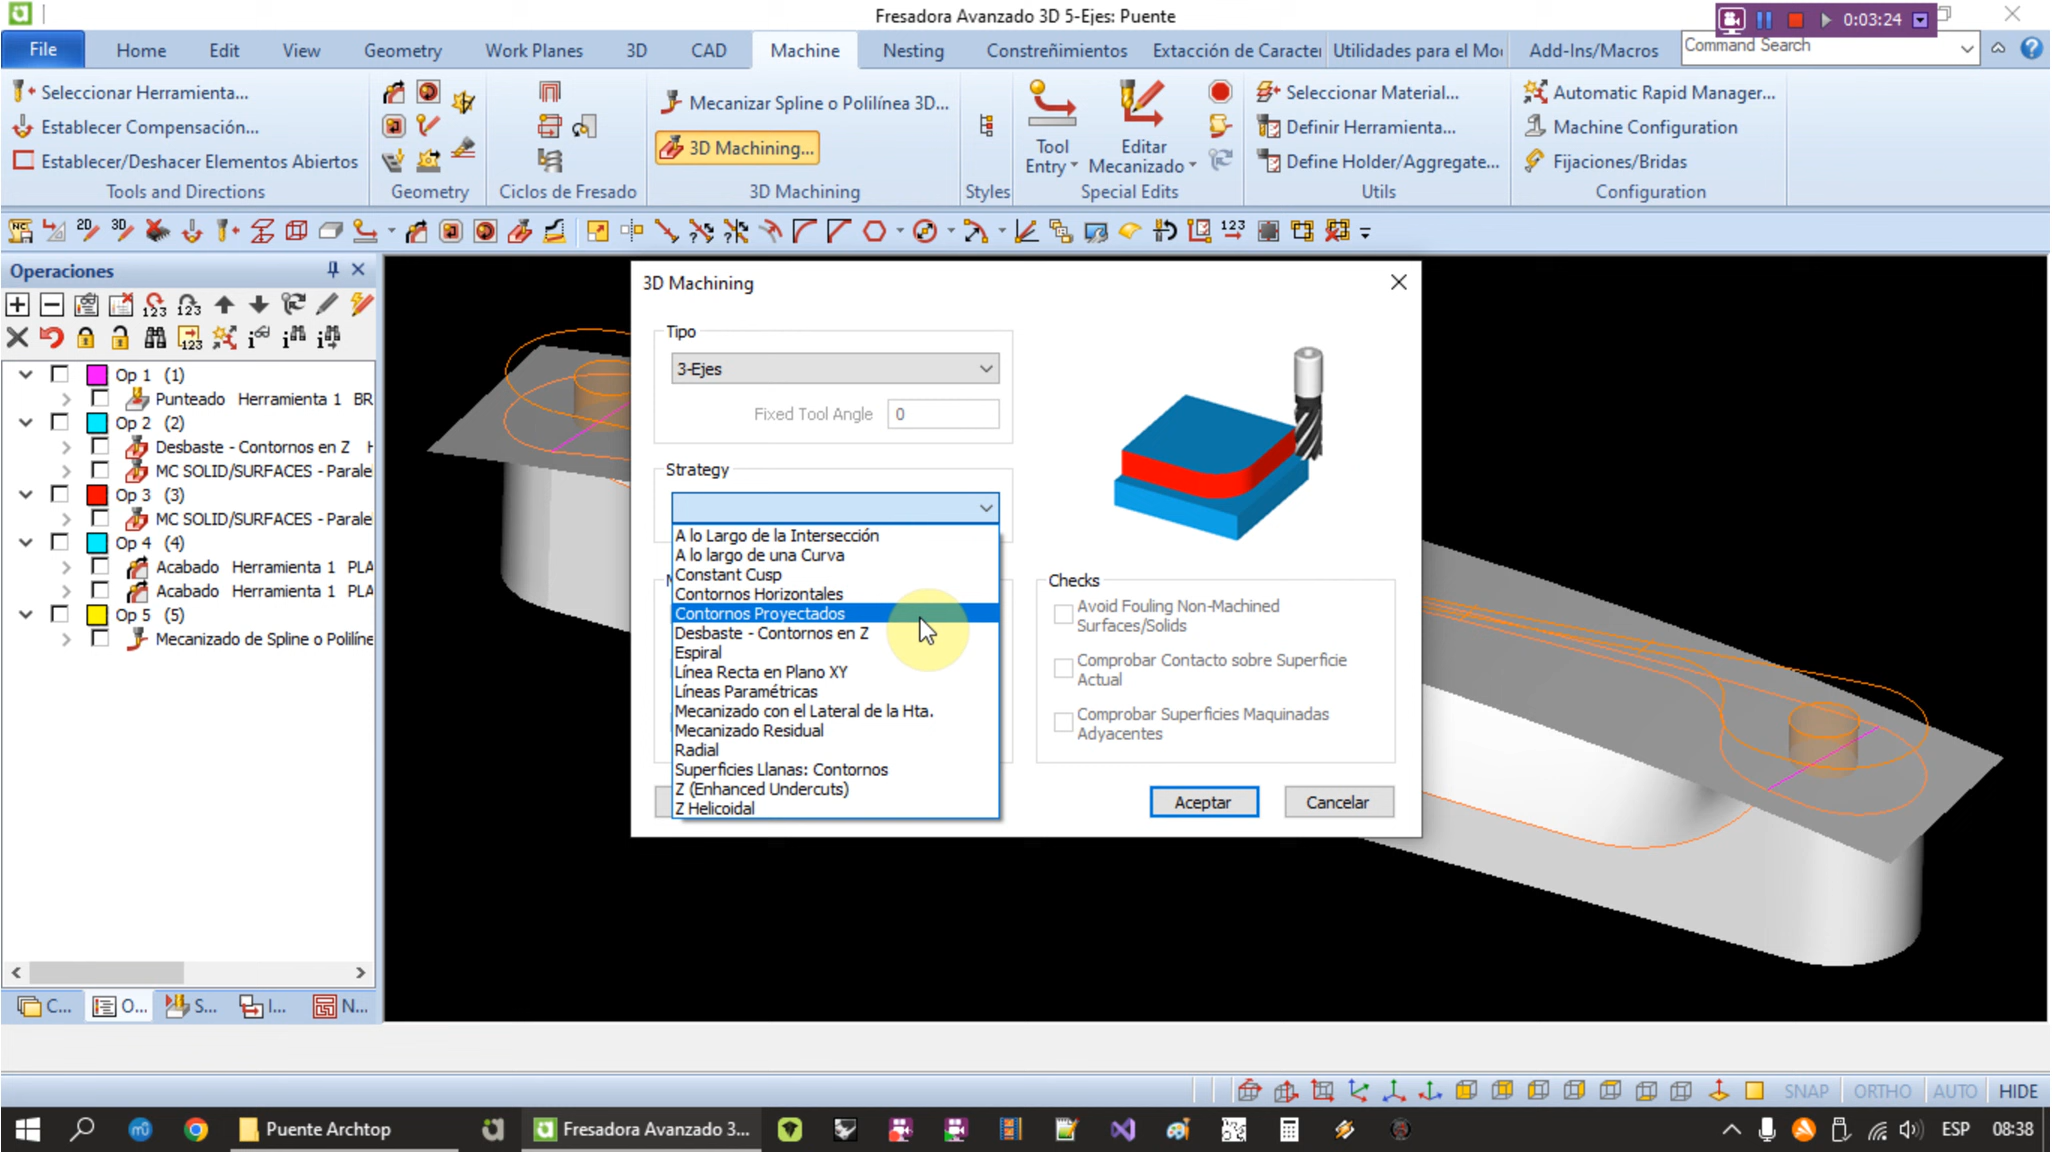 Fresadora Avanzado 3D 5-Ejes: Puente
0:03:24
File Home Edit View Geometry Work Planes 3D CAD Machine Nesting Constreñimientos Extracción de Caracte Utilidades para el Mo Add-Ins/Macros Command Search
Seleccionar Herramienta...
Establecer Compensación...
Establecer/Deshacer Elementos Abiertos
Tools and Directions
Geometry
Ciclos de Fresado
Mecanizar Spline o Polilínea 3D...
3D Machining...
3D Machining
Styles
Tool
Entry
Editar
Mecanizado
Special Edits
Seleccionar Material...
Definir Herramienta...
Define Holder/Aggregate...
Utils
Automatic Rapid Manager...
Machine Configuration
Fijaciones/Bridas
Configuration
NC 2D 3D 123
Operaciones
123 123
123
Op 1 (1)
Punteado Herramienta 1 BR
Op 2 (2)
Desbaste - Contornos en Z H
MC SOLID/SURFACES - Parale
Op 3 (3)
MC SOLID/SURFACES - Parale
Op 4 (4)
Acabado Herramienta 1 PLA
Acabado Herramienta 1 PLA
Op 5 (5)
Mecanizado de Spline o Polilíne
C... O... S... I... N...
3D Machining
Tipo
3-Ejes
Fixed Tool Angle 0
Strategy
A lo Largo de la Intersección
A lo largo de una Curva
Constant Cusp
Contornos Horizontales
Contornos Proyectados
Desbaste - Contornos en Z
Espiral
Línea Recta en Plano XY
Líneas Paramétricas
Mecanizado con el Lateral de la Hta.
Mecanizado Residual
Radial
Superficies Llanas: Contornos
Z (Enhanced Undercuts)
Z Helicoidal
Checks
Avoid Fouling Non-Machined
Surfaces/Solids
Comprobar Contacto sobre Superficie
Actual
Comprobar Superficies Maquinadas
Adyacentes
Aceptar Cancelar
SNAP ORTHO AUTO HIDE
Puente Archtop
Fresadora Avanzado 3...
ESP 08:38